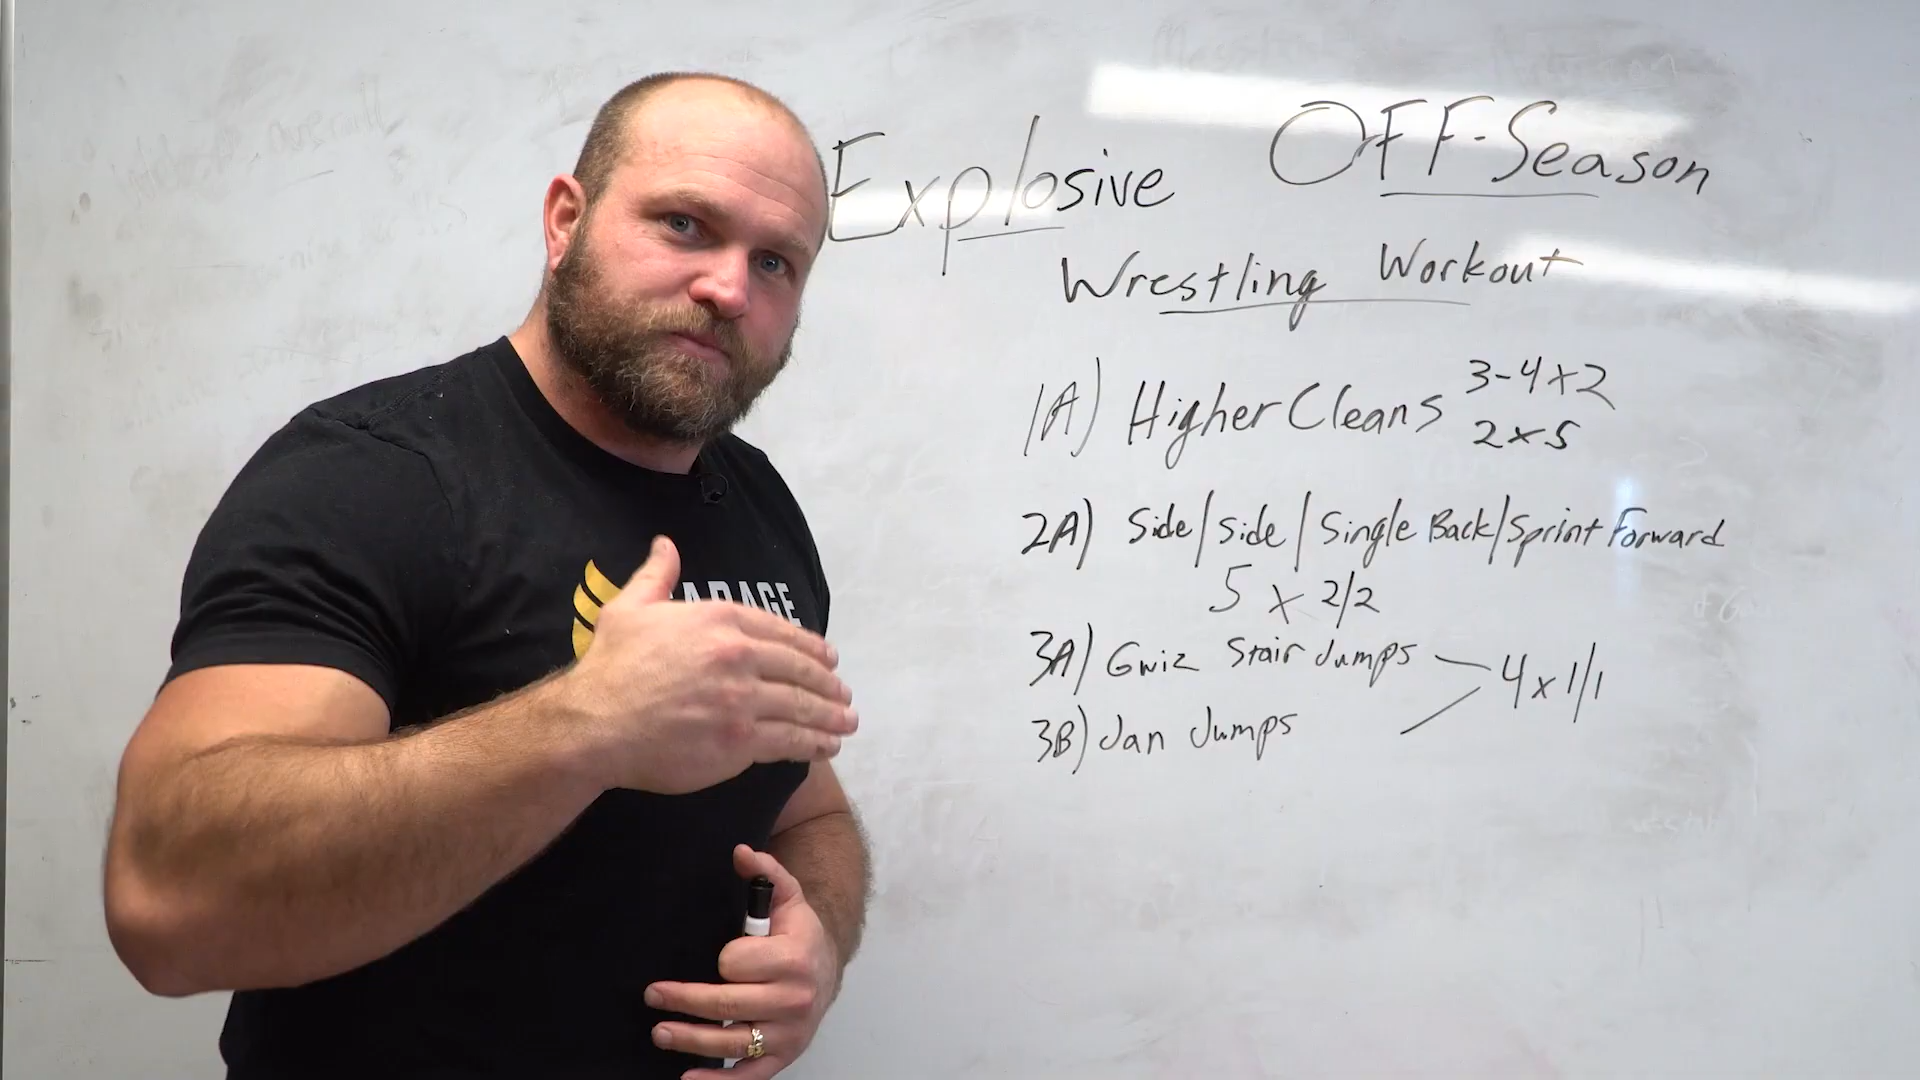 Explosive OFF-Season
Wrestling Workout
1A) Higher Cleans 3-4x2
2x5
2A) Side/Side/Single Back/Sprint Forward
5 x 2/2
3A) Gwiz Stair Jumps
4x1/1
3B) Jan Jumps